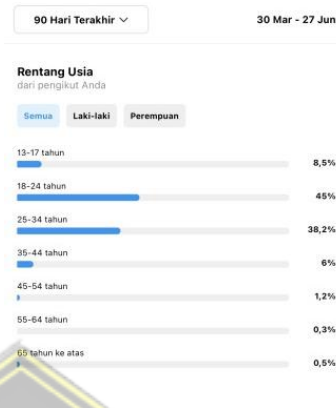 90 Hari Terakhir
30 Mar - 27 Jun
Rentang Usia
dari pengikut Anda
Semua
Laki-laki
Perempuan
13-17 tahun
8,5%
18-24 tahun
45%
25-34 tahun
38,2%
35-44 tahun
6%
45-54 tahun
1,2%
55-64 tahun
0,3%
65 tahun ke atas
0,5%